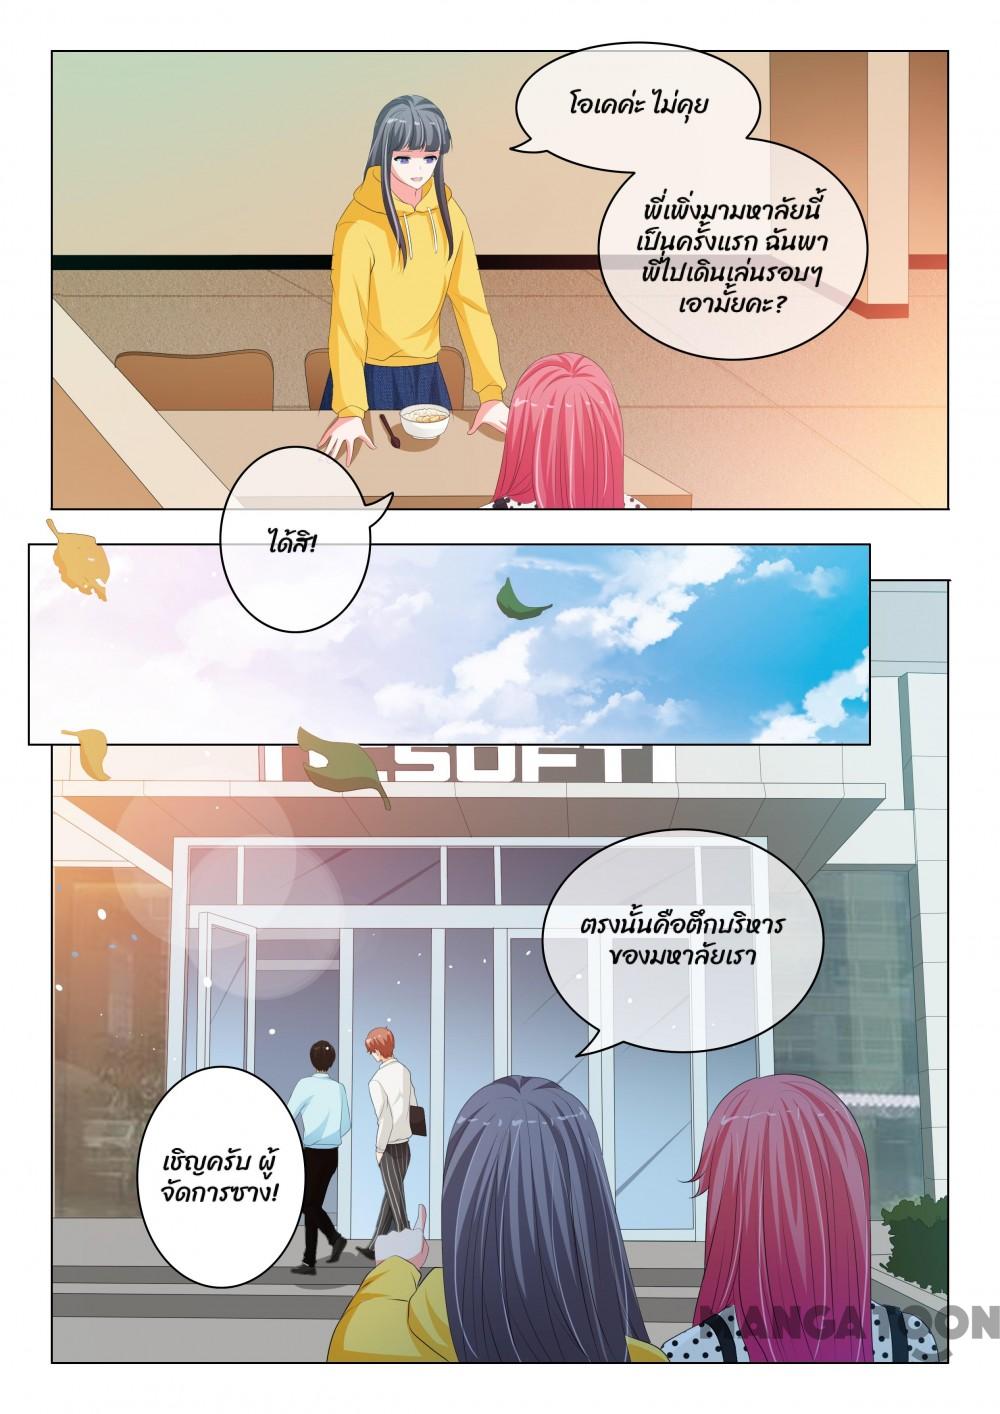 โอเคค่ะ ไม่คุย
พี่เพิ่งมามหาลัยนี้
เป็นครั้งแรก ฉันพา
พี่ไปเดินเล่นรอบๆ
เอามั้ยคะ?
ได้สิ!
ตรงนั้นคือตึกบริหาร
ของมหาลัยเรา
เชิญครับ ผู้
จัดการซาง!
MANGATOON